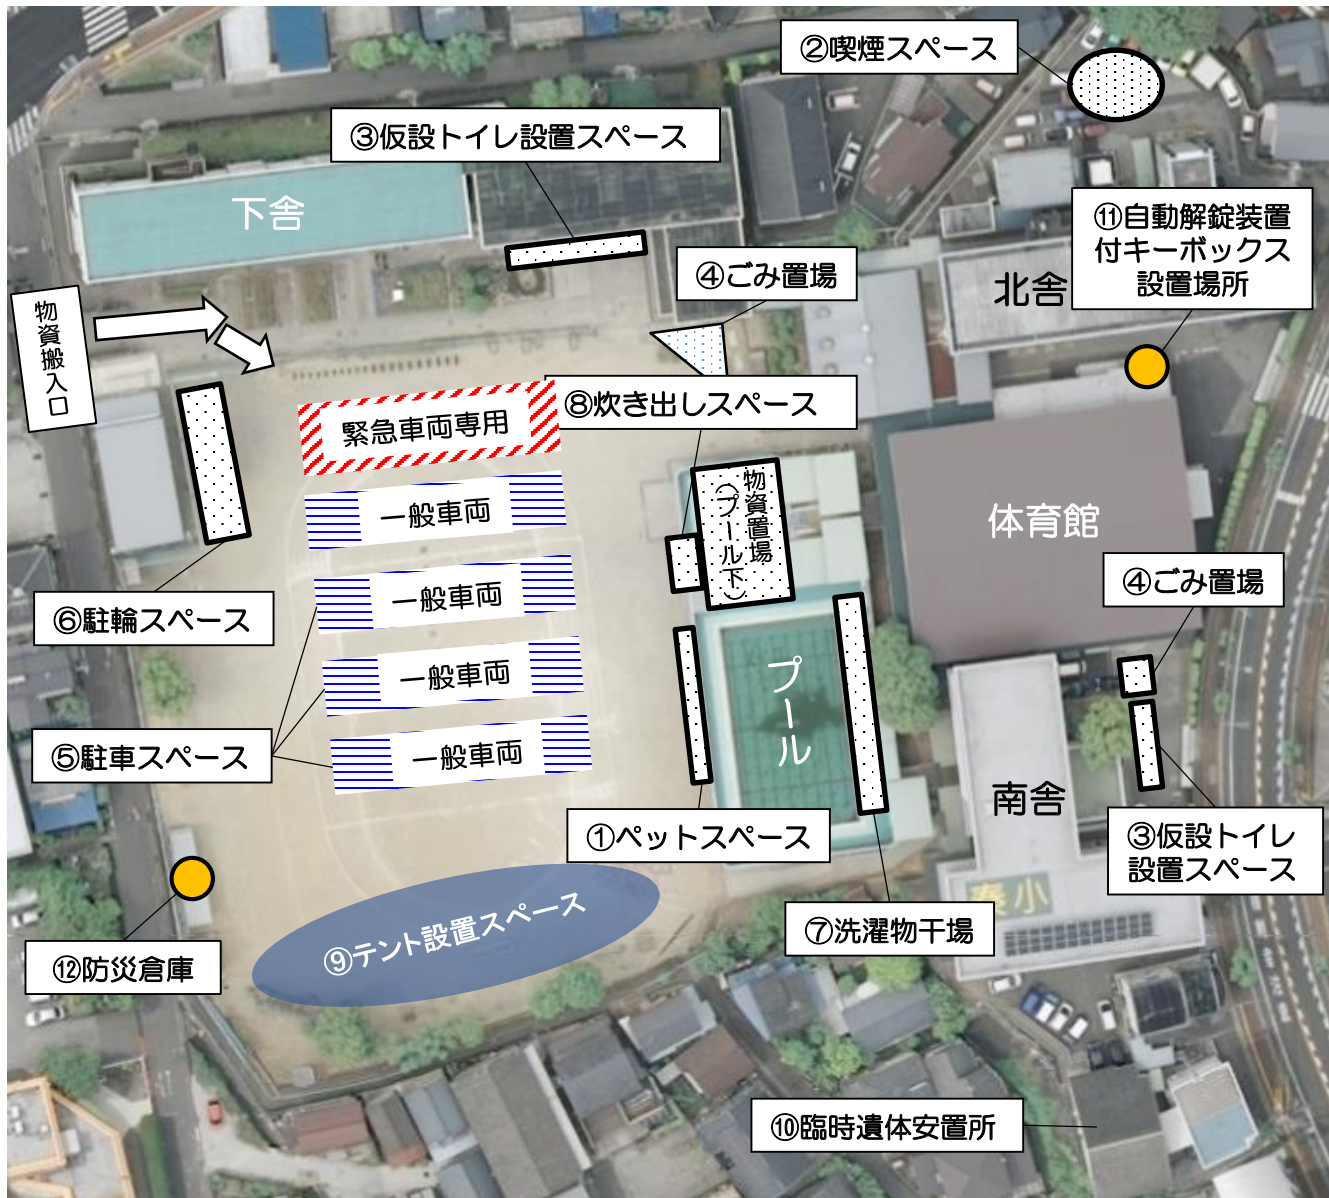 ②喫煙スペース
③仮設トイレ設置スペース
下舎
⑪自動解錠装置
付キーボックス
設置場所
④ごみ置場
北舎
物資搬入口
⑧炊き出しスペース
緊急車両専用
一般車両
物資置場
（プール下）
体育館
④ごみ置場
一般車両
⑥駐輪スペース
一般車両
プール
⑤駐車スペース
一般車両
南舎
①ペットスペース
③仮設トイレ
設置スペース
秦小
⑦洗濯物干場
⑨テント設置スペース
⑫防災倉庫
⑩臨時遺体安置所